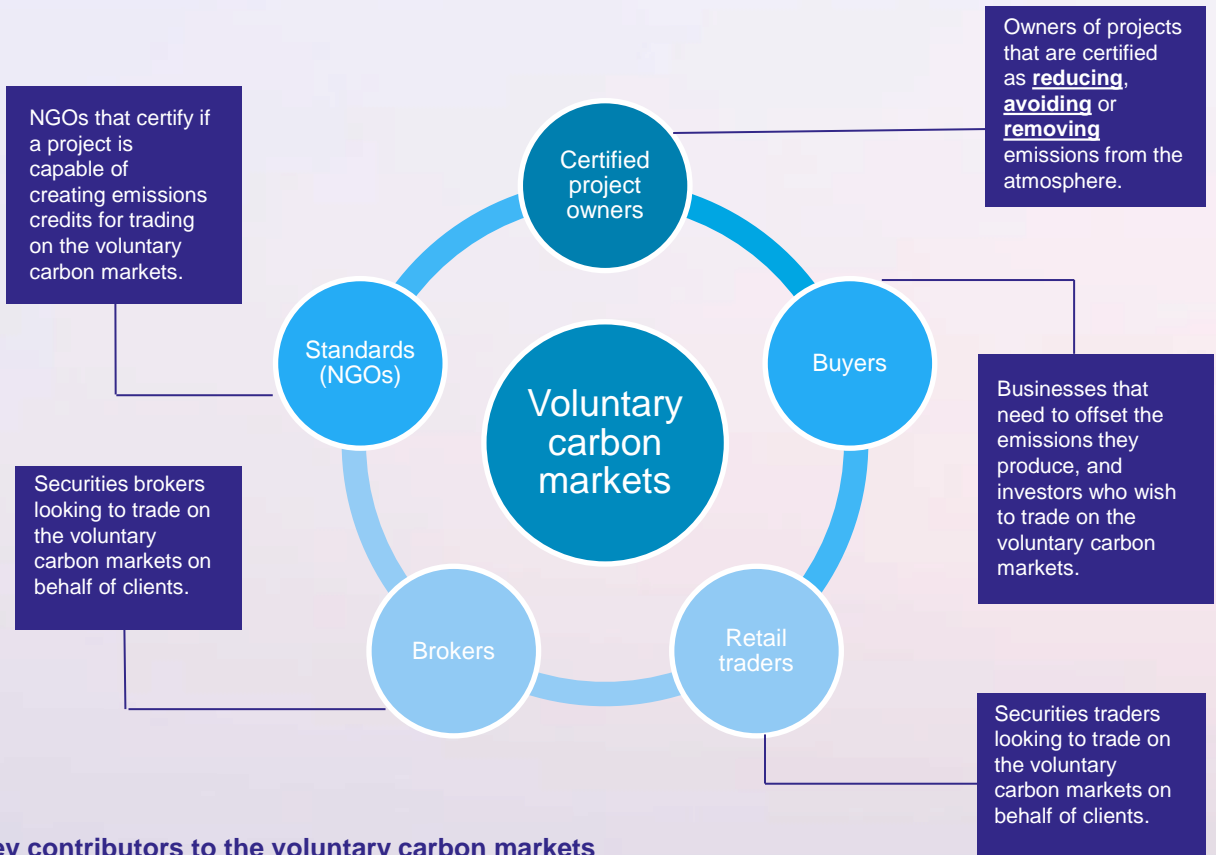 Owners of projects
that are certified
as reducing,
avoiding or
removing
emissions from the
atmosphere.
NGOs that certify if
a project is
capable of
creating emissions
credits for trading
on the voluntary
carbon markets.
Certified
project
owners
Standards
(NGOs)
Buyers
Voluntary
carbon
markets
Businesses that
need to offset the
emissions they
produce, and
investors who wish
to trade on the
voluntary carbon
markets.
Securities brokers
looking to trade on
the voluntary
carbon markets on
behalf of clients.
Brokers
Retail
traders
Securities traders
looking to trade on
the voluntary
carbon markets on
behalf of clients.
ey contributors to the voluntary carbon markets